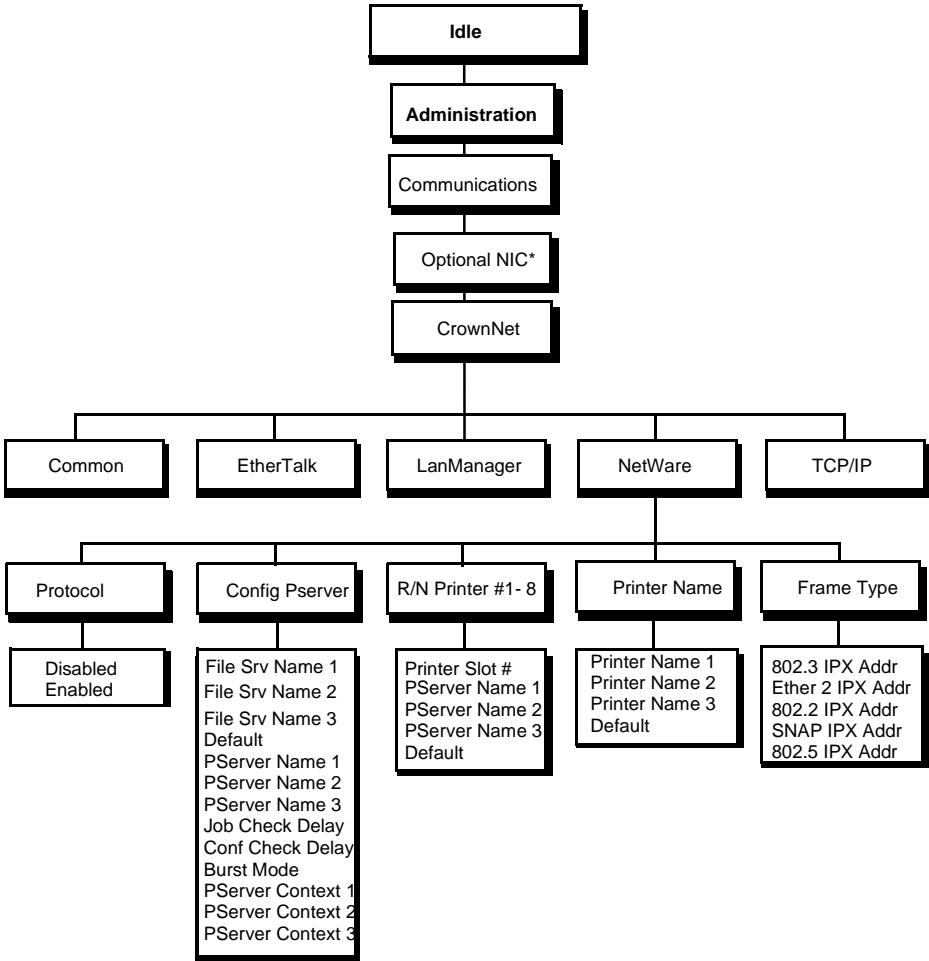 Idle
Administration
Communications
Optional NIC*
CrownNet
Common
EtherTalk
LanManager
NetWare
TCP/IP
Protocol
Config Pserver
R/N Printer #1- 8
Printer Name
Frame Type
Disabled
Enabled
File Srv Name 1
File Srv Name 2
File Srv Name 3
Default
PServer Name 1
PServer Name 2
PServer Name 3
Job Check Delay
Conf Check Delay
Burst Mode
PServer Context 1
PServer Context 2
PServer Context 3
Printer Slot #
PServer Name 1
PServer Name 2
PServer Name 3
Default
Printer Name 1
Printer Name 2
Printer Name 3
Default
802.3 IPX Addr
Ether 2 IPX Addr
802.2 IPX Addr
SNAP IPX Addr
802.5 IPX Addr